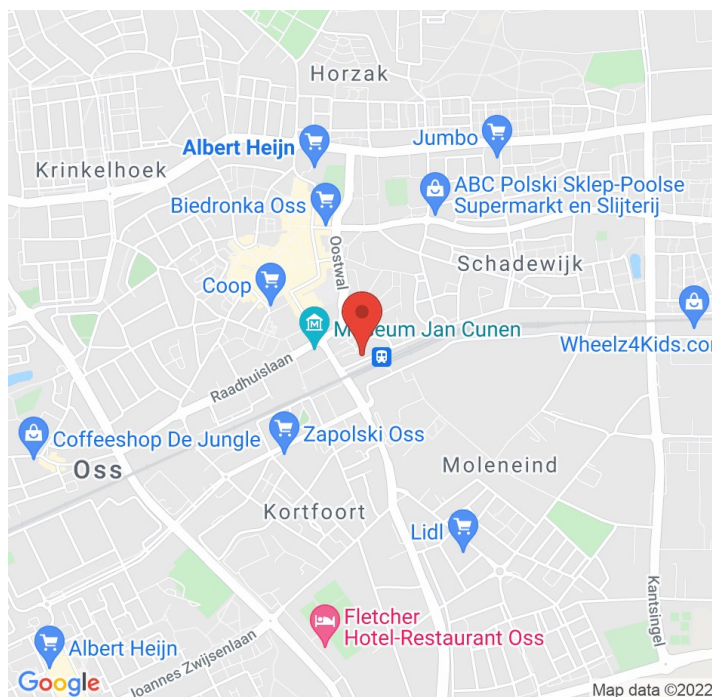 Horzak
Albert Heijn
Jumbo
Krinkelhoek
ABC Polski Sklep-Poolse
Supermarkt en Slijterij
Biedronka Oss
Oostwal
Schadewijk
Coop
Museum Jan Cunen
Wheelz4Kids.com
Raadhuislaan
Coffeeshop De Jungle
Zapolski Oss
Oss
Moleneind
Kortfoort
Lidl
Kantsingel
Fletcher
Hotel-Restaurant Oss
Albert Heijn
Joannes Zwijsenlaan
Google
Map data ©2022